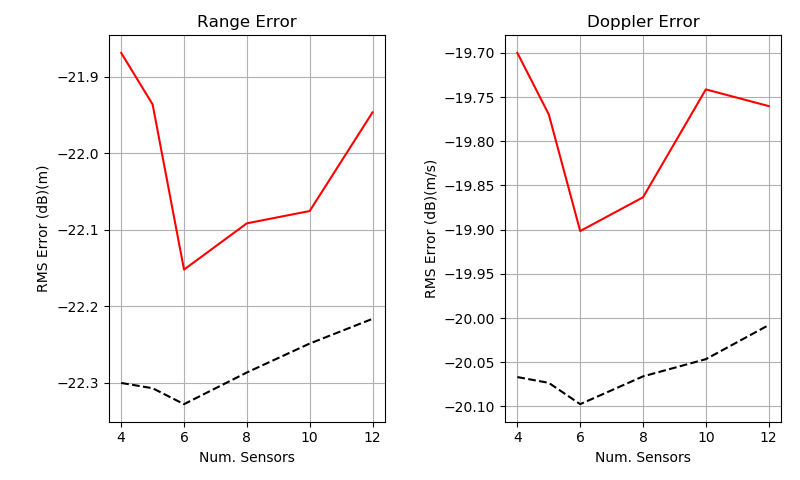 Range Error
RMS Error (dB)(m)
−21.9
−22.0
−22.1
−22.2
−22.3
4 6 8 10 12
Num. Sensors
Doppler Error
RMS Error (dB)(m/s)
−19.70
−19.75
−19.80
−19.85
−19.90
−19.95
−20.00
−20.05
−20.10
4 6 8 10 12
Num. Sensors